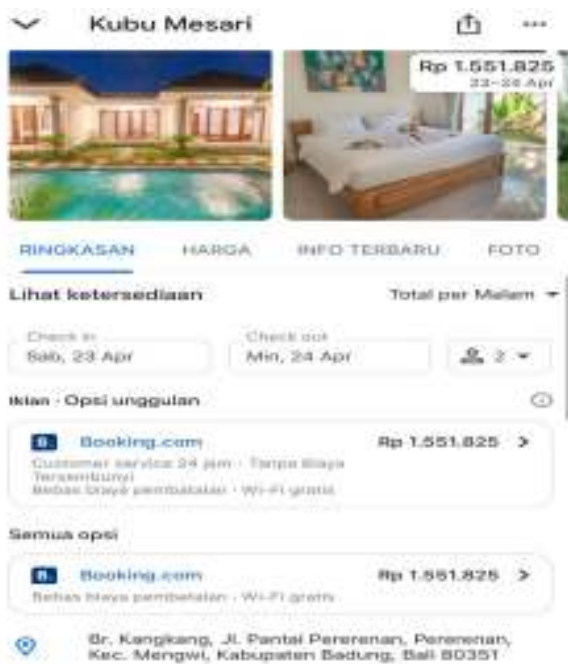 Kubu Mesari
Rp 1.551.825
23–24 Apr
RINGKASAN HARGA INFO TERBARU FOTO
Lihat ketersediaan Total per Malam
Check in Check out
Sab, 23 Apr Min, 24 Apr 2
Iklan · Opsi unggulan
B. Booking.com Rp 1.551.825
Customer service 24 jam · Tanpa Biaya
Tersembunyi
Bebas biaya pembatalan · Wi-Fi gratis
Semua opsi
B. Booking.com Rp 1.551.825
Bebas biaya pembatalan · Wi-Fi gratis
Br. Kangkang, Jl. Pantai Pererenan, Pererenan,
Kec. Mengwi, Kabupaten Badung, Bali 80351